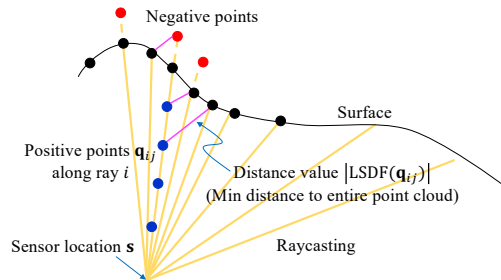 Negative points
Surface
Positive points q_ij
along ray i
Distance value |LSDF(q_ij)|
(Min distance to entire point cloud)
Sensor location s
Raycasting